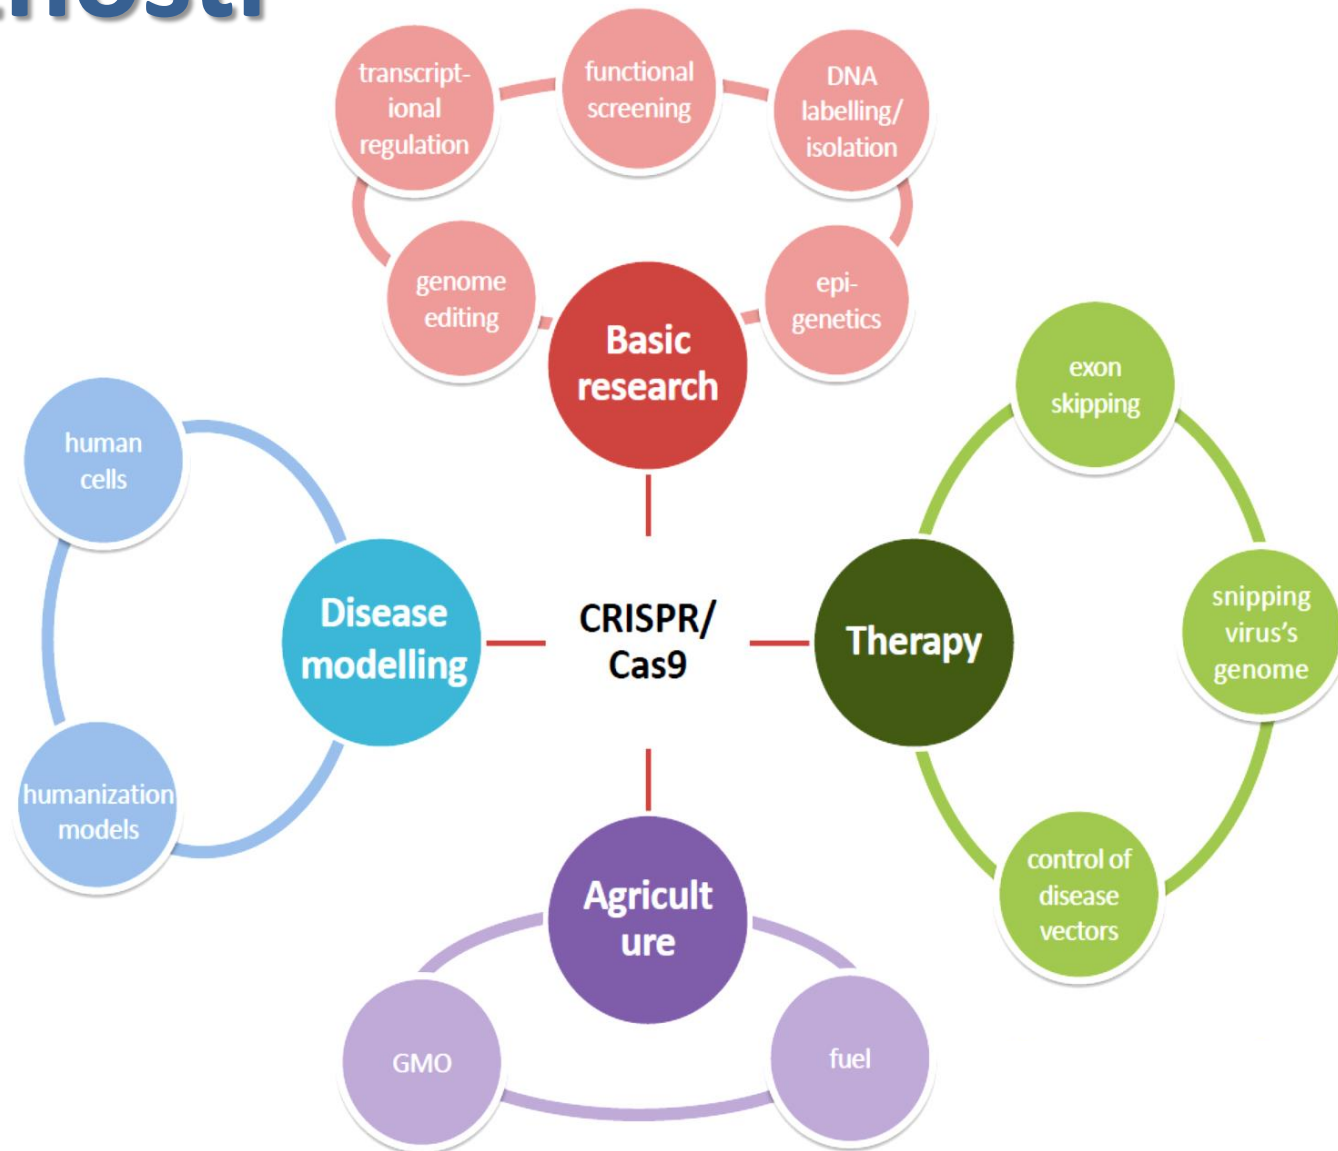 transcript-
ional
regulation
functional
screening
DNA
labelling/
isolation
genome
editing
epi-
genetics
Basic
research
exon
skipping
human
cells
snipping
virus's
genome
Disease
modelling
CRISPR/
Cas9
Therapy
humanization
models
control of
disease
vectors
Agricult
ure
GMO
fuel